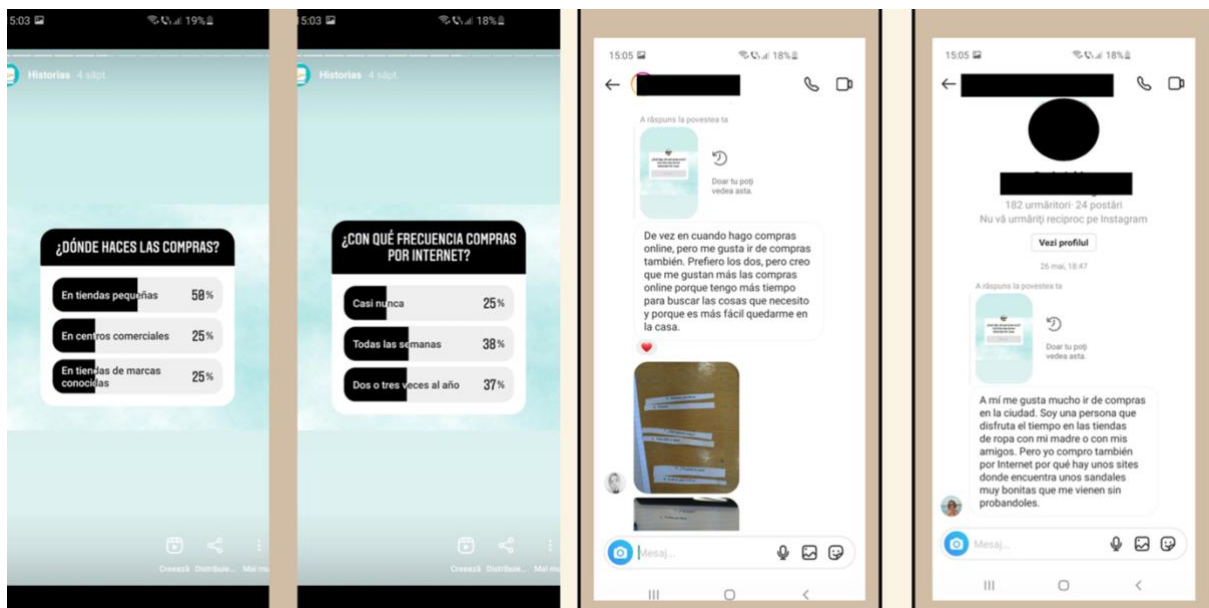 5:03
19%
Historias 4 săpt.
¿DÓNDE HACES LAS COMPRAS?
En tiendas pequeñas 50%
En centros comerciales 25%
En tiendas de marcas
conocidas 25%
Creează Distribuie... Mai mu
5:03
18%
Historias 4 săpt.
¿CON QUÉ FRECUENCIA COMPRAS
POR INTERNET?
Casi nunca 25%
Todas las semanas 38%
Dos o tres veces al año 37%
Creează Distribuie... Mai mu
15:05
18%
A răspuns la povestea ta
Doar tu poți
vedea asta.
De vez en cuando hago compras
online, pero me gusta ir de compras
también. Prefiero los dos, pero creo
que me gustan más las compras
online porque tengo más tiempo
para buscar las cosas que necesito
y porque es más fácil quedarme en
la casa.
Mesaj...
15:05
18%
182 urmăritori · 24 postări
Nu vă urmăriți reciproc pe Instagram
Vezi profilul
26 mai, 18:47
A răspuns la povestea ta
Doar tu poți
vedea asta.
A mí me gusta mucho ir de compras
en la ciudad. Soy una persona que
disfruta el tiempo en las tiendas
de ropa con mi madre o con mis
amigos. Pero yo compro también
por Internet por qué hay unos sites
donde encuentra unos sandales
muy bonitas que me vienen sin
probandoles.
Mesaj...